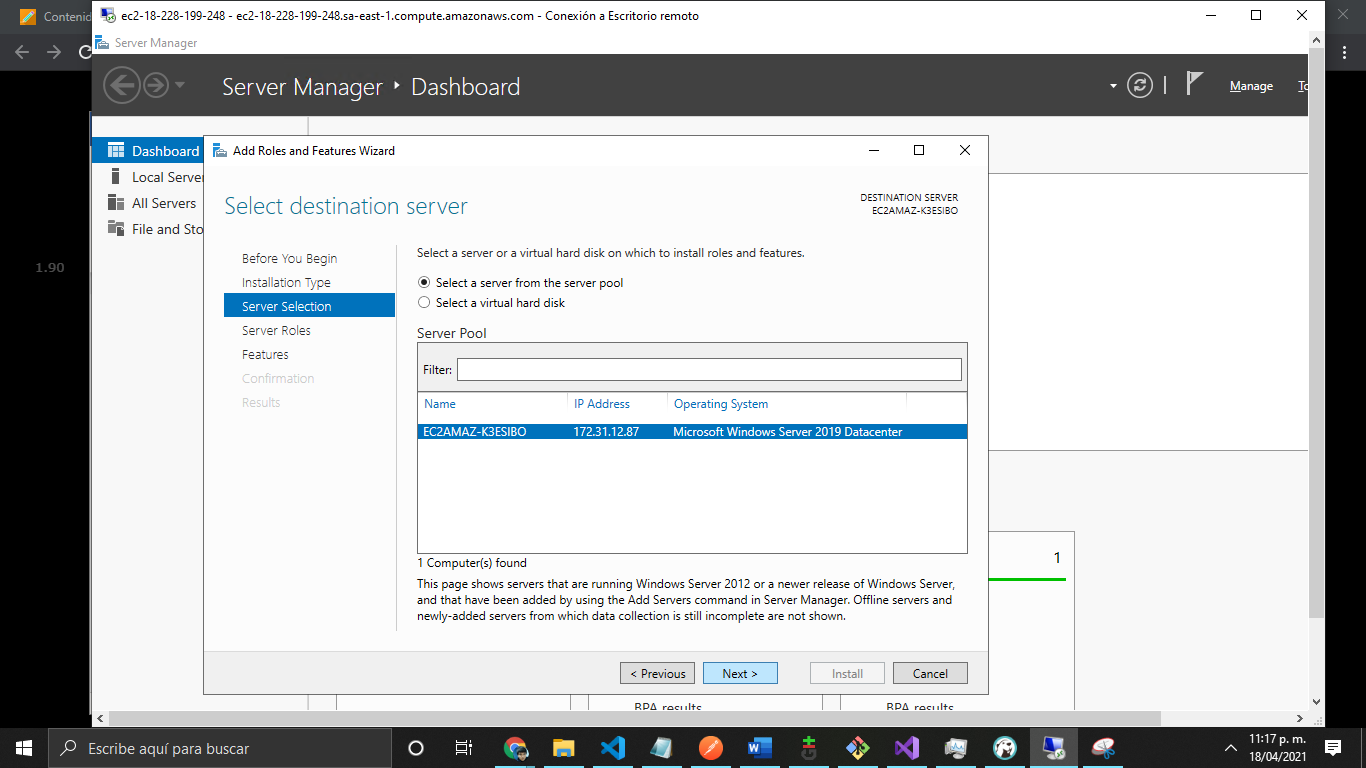 Contenid
ec2-18-228-199-248 - ec2-18-228-199-248.sa-east-1.compute.amazonaws.com - Conexión a Escritorio remoto
Server Manager
Server Manager Dashboard
Manage
To
Dashboard
Local Server
All Servers
File and Sto
1.90
Add Roles and Features Wizard
Select destination server
DESTINATION SERVER
EC2AMAZ-K3ESIBO
Before You Begin
Installation Type
Server Selection
Server Roles
Features
Confirmation
Results
Select a server or a virtual hard disk on which to install roles and features.
Select a server from the server pool
Select a virtual hard disk
Server Pool
Filter:
Name IP Address Operating System
EC2AMAZ-K3ESIBO 172.31.12.87 Microsoft Windows Server 2019 Datacenter
1 Computer(s) found
This page shows servers that are running Windows Server 2012 or a newer release of Windows Server,
and that have been added by using the Add Servers command in Server Manager. Offline servers and
newly-added servers from which data collection is still incomplete are not shown.
< Previous Next > Install Cancel
1
BPA results BPA results
Escribe aquí para buscar
11:17 p. m.
18/04/2021